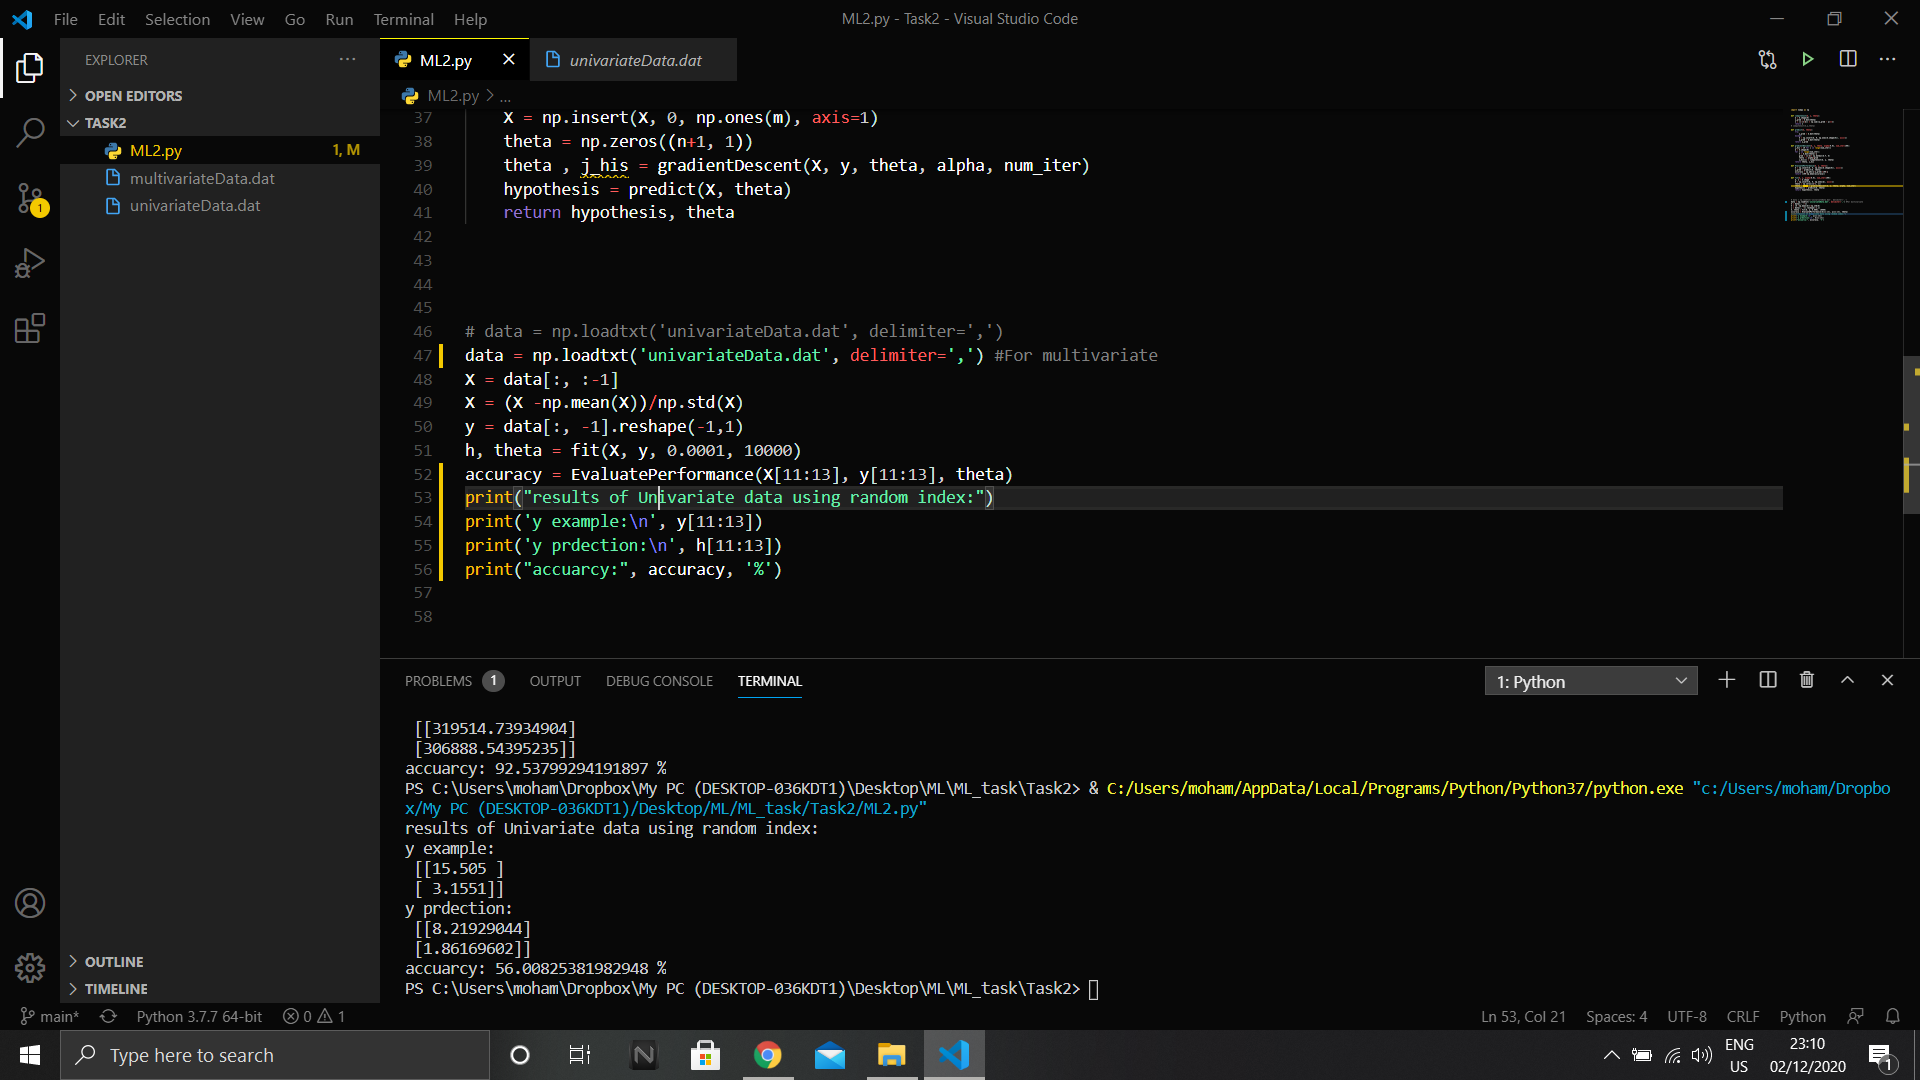 File Edit Selection View Go Run Terminal Help
ML2.py - Task2 - Visual Studio Code
EXPLORER
OPEN EDITORS
TASK2
ML2.py 1, M
multivariateData.dat
univariateData.dat
OUTLINE
TIMELINE
1
ML2.py
univariateData.dat
ML2.py > ...
37 X = np.insert(X, 0, np.ones(m), axis=1)
38 theta = np.zeros((n+1, 1))
39 theta , j_his = gradientDescent(X, y, theta, alpha, num_iter)
40 hypothesis = predict(X, theta)
41 return hypothesis, theta
42
43
44
45
46 # data = np.loadtxt('univariateData.dat', delimiter=',')
47 data = np.loadtxt('univariateData.dat', delimiter=',') #For multivariate
48 X = data[:, :-1]
49 X = (X -np.mean(X))/np.std(X)
50 y = data[:, -1].reshape(-1,1)
51 h, theta = fit(X, y, 0.0001, 10000)
52 accuracy = EvaluatePerformance(X[11:13], y[11:13], theta)
53 print("results of Univariate data using random index:")
54 print('y example:\n', y[11:13])
55 print('y prdection:\n', h[11:13])
56 print("accuarcy:", accuracy, '%')
57
58
PROBLEMS 1 OUTPUT DEBUG CONSOLE TERMINAL
1: Python
[[319514.73934904]
[306888.54395235]]
accuarcy: 92.53799294191897 %
PS C:\Users\moham\Dropbox\My PC (DESKTOP-036KDT1)\Desktop\ML\ML_task\Task2> & C:/Users/moham/AppData/Local/Programs/Python/Python37/python.exe "c:/Users/moham/Dropbo
x/My PC (DESKTOP-036KDT1)/Desktop/ML/ML_task/Task2/ML2.py"
results of Univariate data using random index:
y example:
[[15.505 ]
[ 3.1551]]
y prdection:
[[8.21929044]
[1.86169602]]
accuarcy: 56.00825381982948 %
PS C:\Users\moham\Dropbox\My PC (DESKTOP-036KDT1)\Desktop\ML\ML_task\Task2>
main* Python 3.7.7 64-bit 0 1
Ln 53, Col 21 Spaces: 4 UTF-8 CRLF Python
Type here to search
ENG
US
23:10
02/12/2020
1